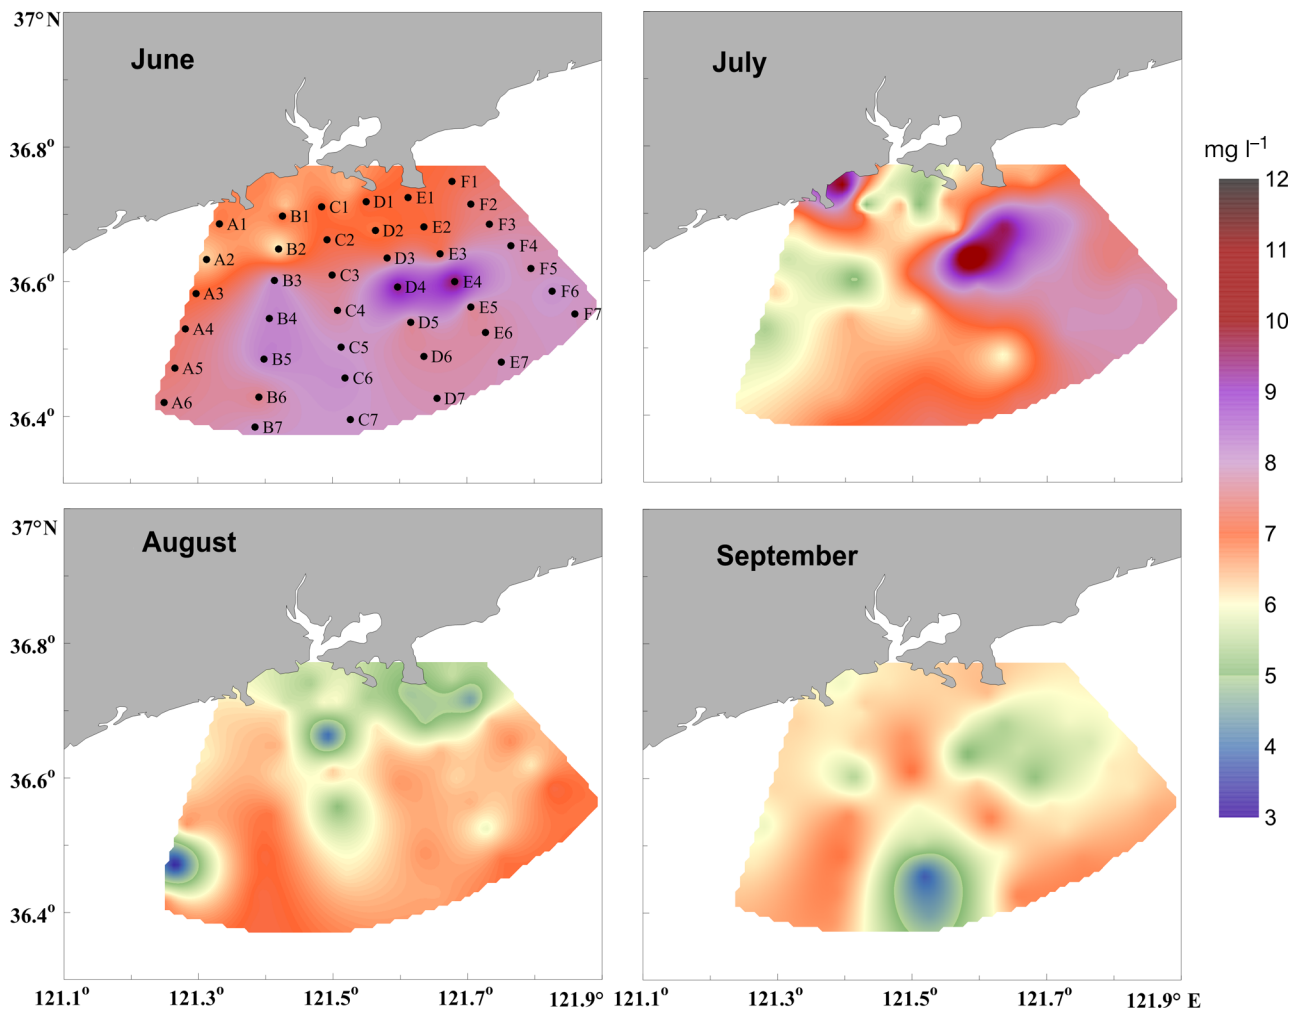 37° N
June
July
mg l⁻¹
12
36.8°
F1
A1
B1
C1
D1
E1
F2
11
A2
B2
C2
D2
E2
F3
36.6°
A3
B3
C3
D3
E3
F4
10
A4
B4
C4
D4
E4
F5
A5
B5
C5
D5
E5
F6
9
A6
B6
C6
D6
E6
F7
36.4°
B7
C7
D7
E7
8
37° N
August
September
7
6
36.8°
5
4
36.6°
3
36.4°
121.1°
121.3°
121.5°
121.7°
121.9°
121.1°
121.3°
121.5°
121.7°
121.9° E